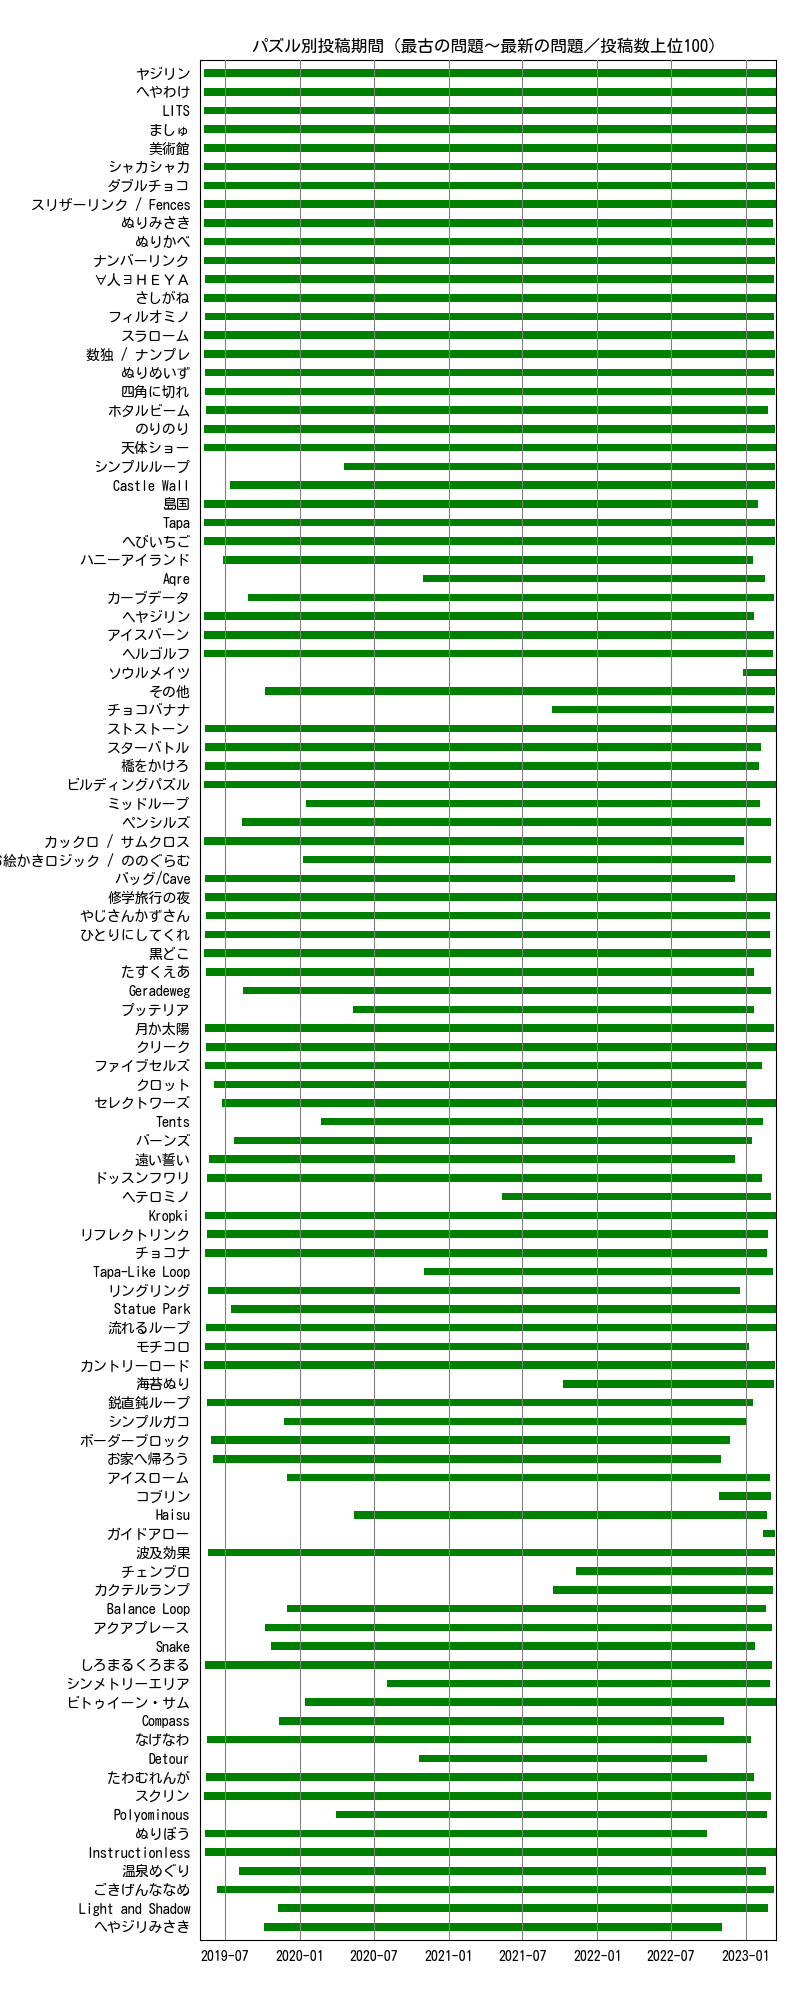 パズル別投稿期間（最古の問題～最新の問題／投稿数上位100）
ヤジリン
へやわけ
LITS
ましゅ
美術館
シャカシャカ
ダブルチョコ
スリザーリンク / Fences
ぬりみさき
ぬりかべ
ナンバーリンク
∀人∃ＨＥＹＡ
さしがね
フィルオミノ
スラローム
数独 / ナンプレ
ぬりめいず
四角に切れ
ホタルビーム
のりのり
天体ショー
シンプルループ
Castle Wall
島国
Tapa
へびいちご
ハニーアイランド
Aqre
カーブデータ
ヘヤジリン
アイスバーン
ヘルゴルフ
ソウルメイツ
その他
チョコバナナ
ストストーン
スターバトル
橋をかけろ
ビルディングパズル
ミッドループ
ペンシルズ
カックロ / サムクロス
絵かきロジック / ののぐらむ
バッグ/Cave
修学旅行の夜
やじさんかずさん
ひとりにしてくれ
黒どこ
たすくえあ
Geradeweg
プッテリア
月か太陽
クリーク
ファイブセルズ
クロット
セレクトワーズ
Tents
バーンズ
遠い誓い
ドッスンフワリ
ヘテロミノ
Kropki
リフレクトリンク
チョコナ
Tapa-Like Loop
リングリング
Statue Park
流れるループ
モチコロ
カントリーロード
海苔ぬり
鋭直鈍ループ
シンプルガコ
ボーダーブロック
お家へ帰ろう
アイスローム
コブリン
Haisu
ガイドアロー
波及効果
チェンブロ
カクテルランプ
Balance Loop
アクアプレース
Snake
しろまるくろまる
シンメトリーエリア
ビトゥイーン・サム
Compass
なげなわ
Detour
たわむれんが
スクリン
Polyominous
ぬりぼう
Instructionless
温泉めぐり
ごきげんななめ
Light and Shadow
へやジリみさき
2019-07 2020-01 2020-07 2021-01 2021-07 2022-01 2022-07 2023-01